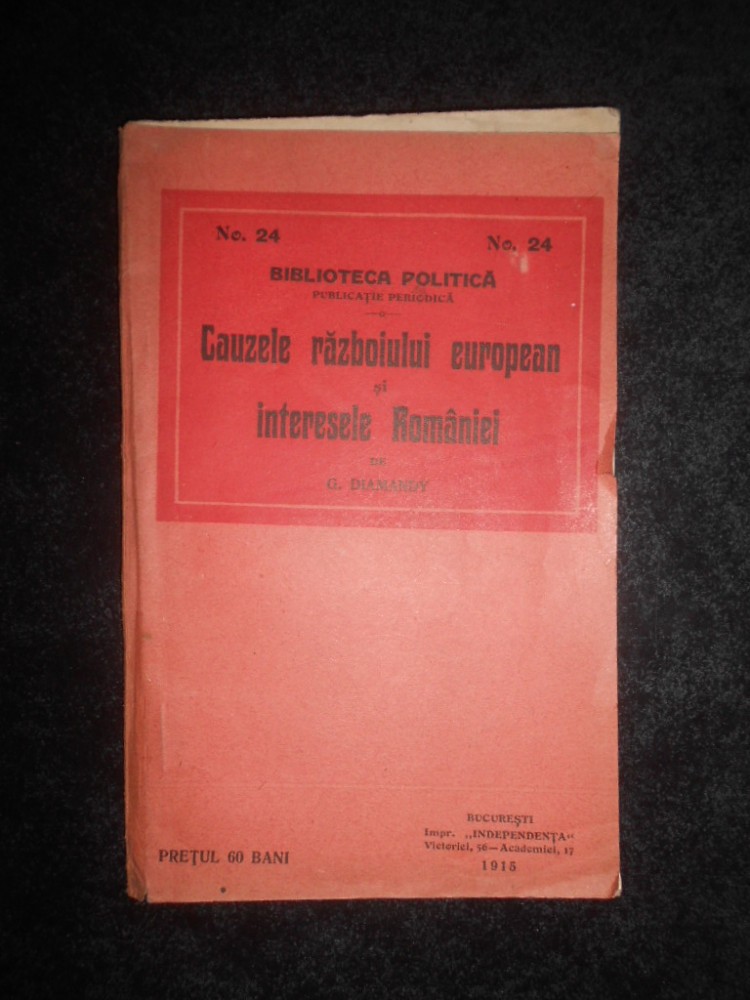 No. 24 No. 24
BIBLIOTECA POLITICĂ
PUBLICAȚIE PERIODICĂ
Cauzele războiului european
și
interesele României
DE
G. DIAMANDY
BUCUREȘTI
Impr. „INDEPENDENȚA“
Victoriei, 56—Academiei, 17
1915
PREȚUL 60 BANI